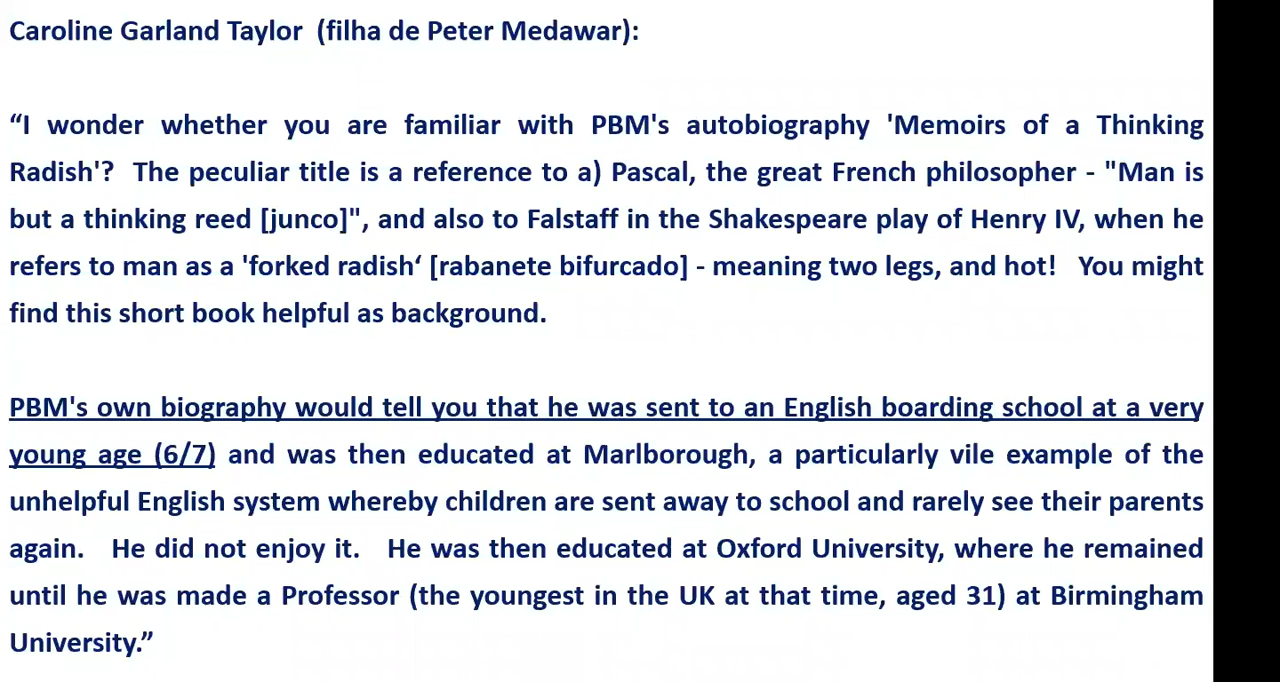 Caroline Garland Taylor (filha de Peter Medawar):
“I wonder whether you are familiar with PBM's autobiography 'Memoirs of a Thinking
Radish'? The peculiar title is a reference to a) Pascal, the great French philosopher - "Man is
but a thinking reed [junco]", and also to Falstaff in the Shakespeare play of Henry IV, when he
refers to man as a 'forked radish‘ [rabanete bifurcado] - meaning two legs, and hot! You might
find this short book helpful as background.
PBM's own biography would tell you that he was sent to an English boarding school at a very
young age (6/7) and was then educated at Marlborough, a particularly vile example of the
unhelpful English system whereby children are sent away to school and rarely see their parents
again. He did not enjoy it. He was then educated at Oxford University, where he remained
until he was made a Professor (the youngest in the UK at that time, aged 31) at Birmingham
University.”